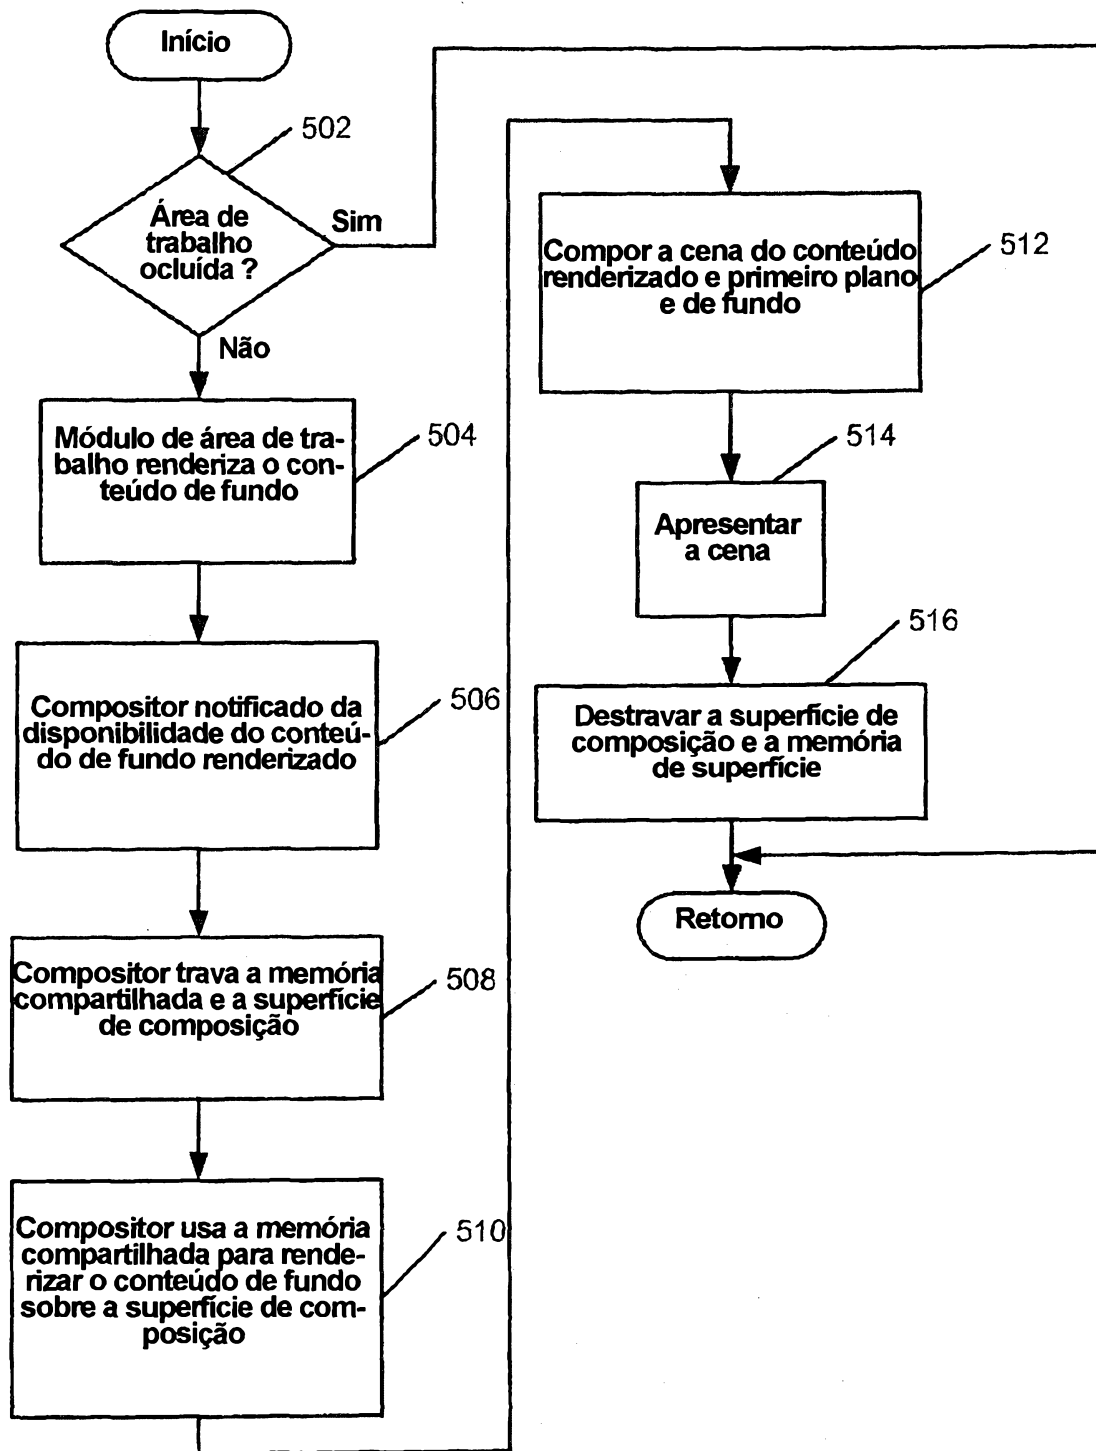 Início
502
Área de
trabalho
ocluída ?
Sim
Não
Módulo de área de tra-
balho renderiza o con-
teúdo de fundo
504
Compositor notificado da
disponibilidade do conteú-
do de fundo renderizado
506
Compositor trava a memória
compartilhada e a superfície
de composição
508
Compositor usa a memória
compartilhada para rende-
rizar o conteúdo de fundo
sobre a superfície de com-
posição
510
Compor a cena do conteúdo
renderizado e primeiro plano
e de fundo
512
514
Apresentar
a cena
516
Destravar a superfície de
composição e a memória
de superfície
Retorno